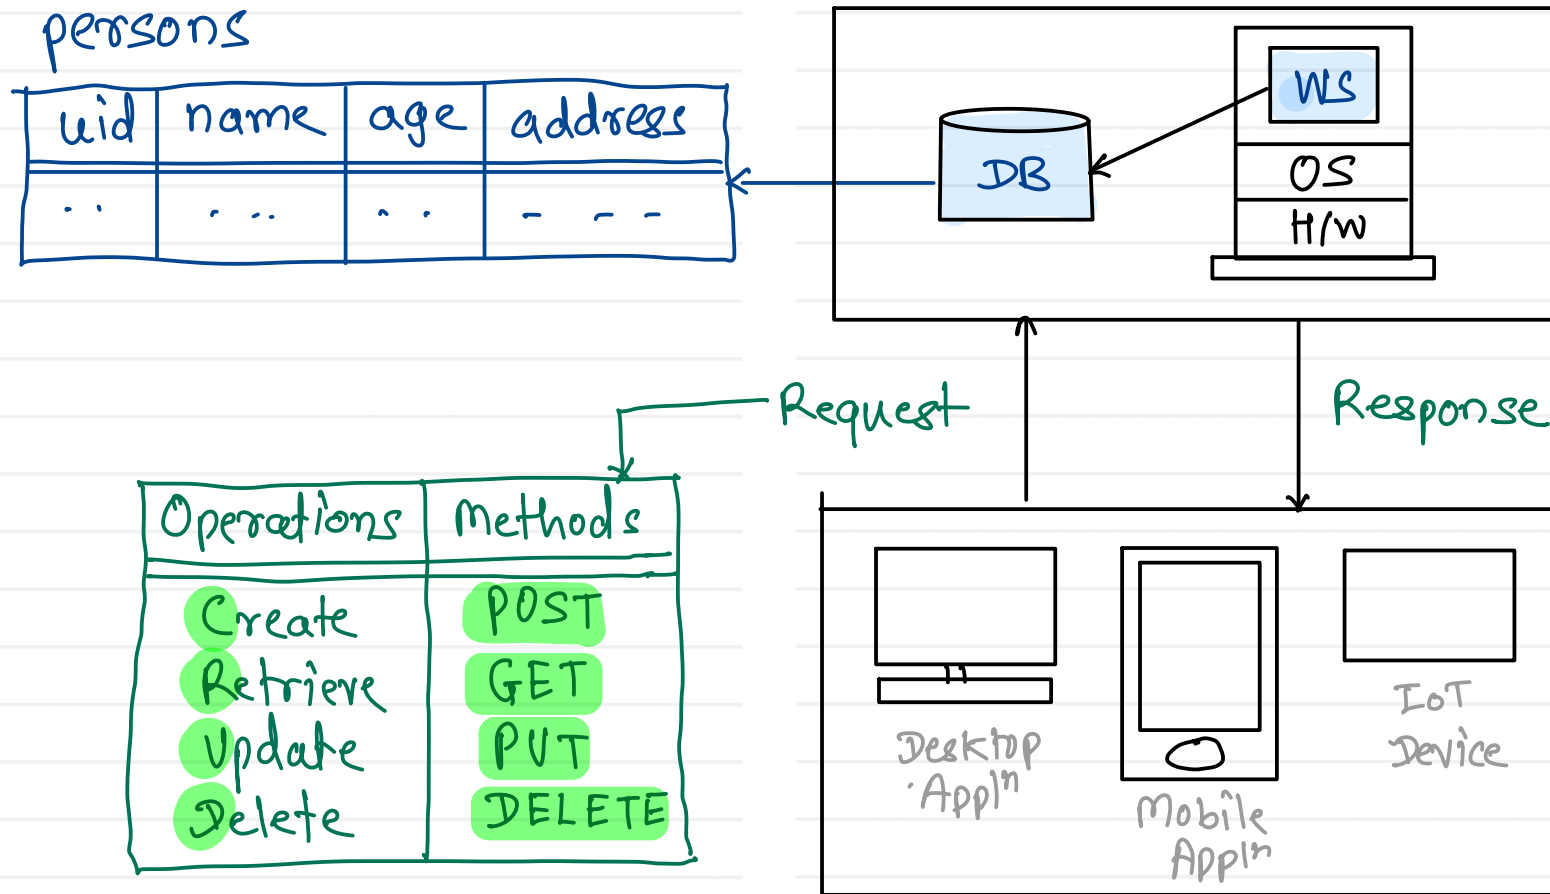 persons
uid name age address
.. ... .. - - -
WS
DB
OS
H/W
Request
Response
Operations Methods
Create POST
Retrieve GET
Update PUT
Delete DELETE
Desktop Appln
Mobile Appln
IoT Device